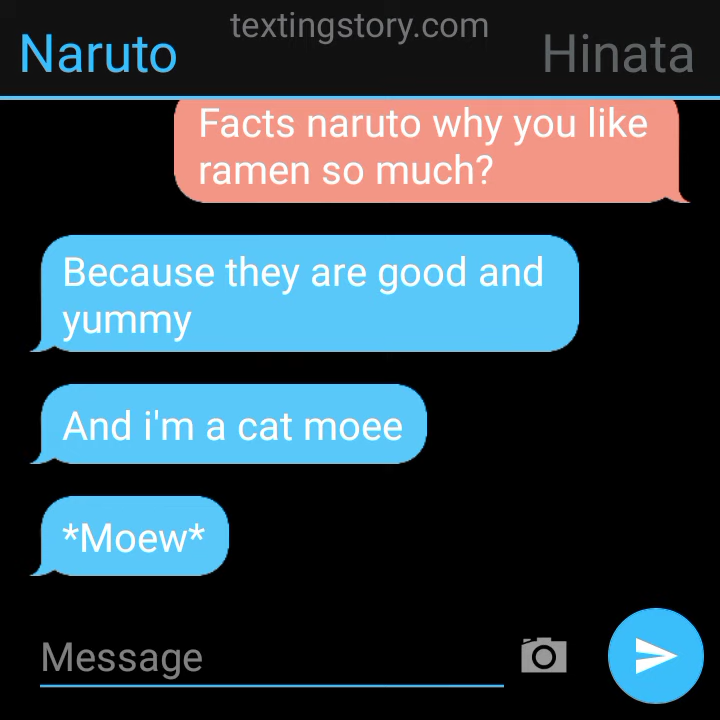 textingstory.com
Naruto
Hinata
Facts naruto why you like
ramen so much?
Because they are good and
yummy
And i'm a cat moee
*Moew*
Message